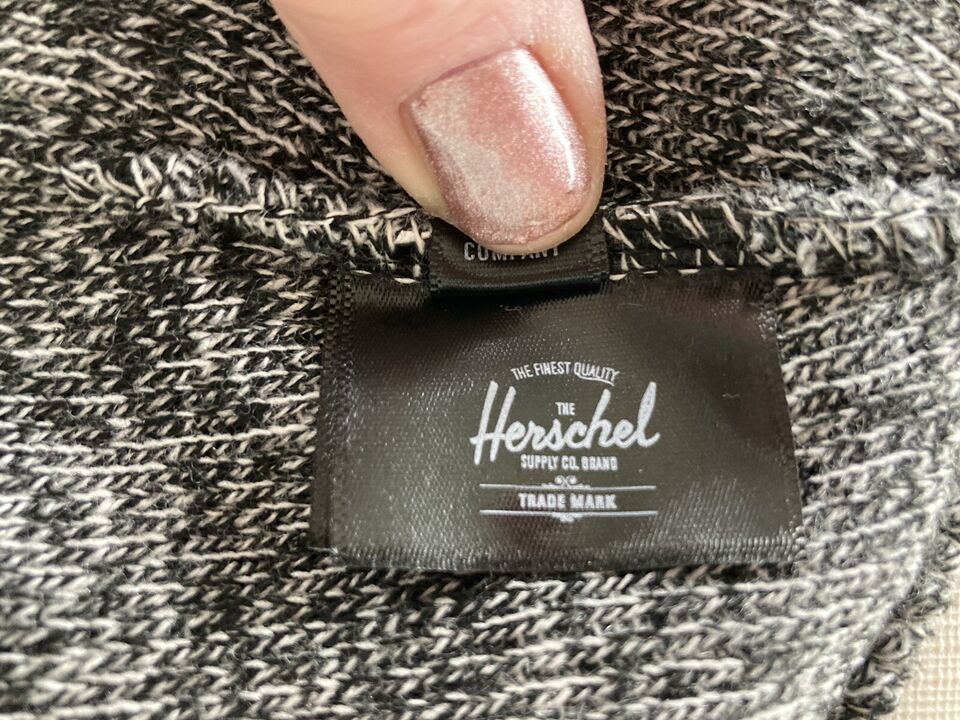 COMPANY
THE FINEST QUALITY
THE
Herschel
SUPPLY CO. BRAND
TRADE MARK